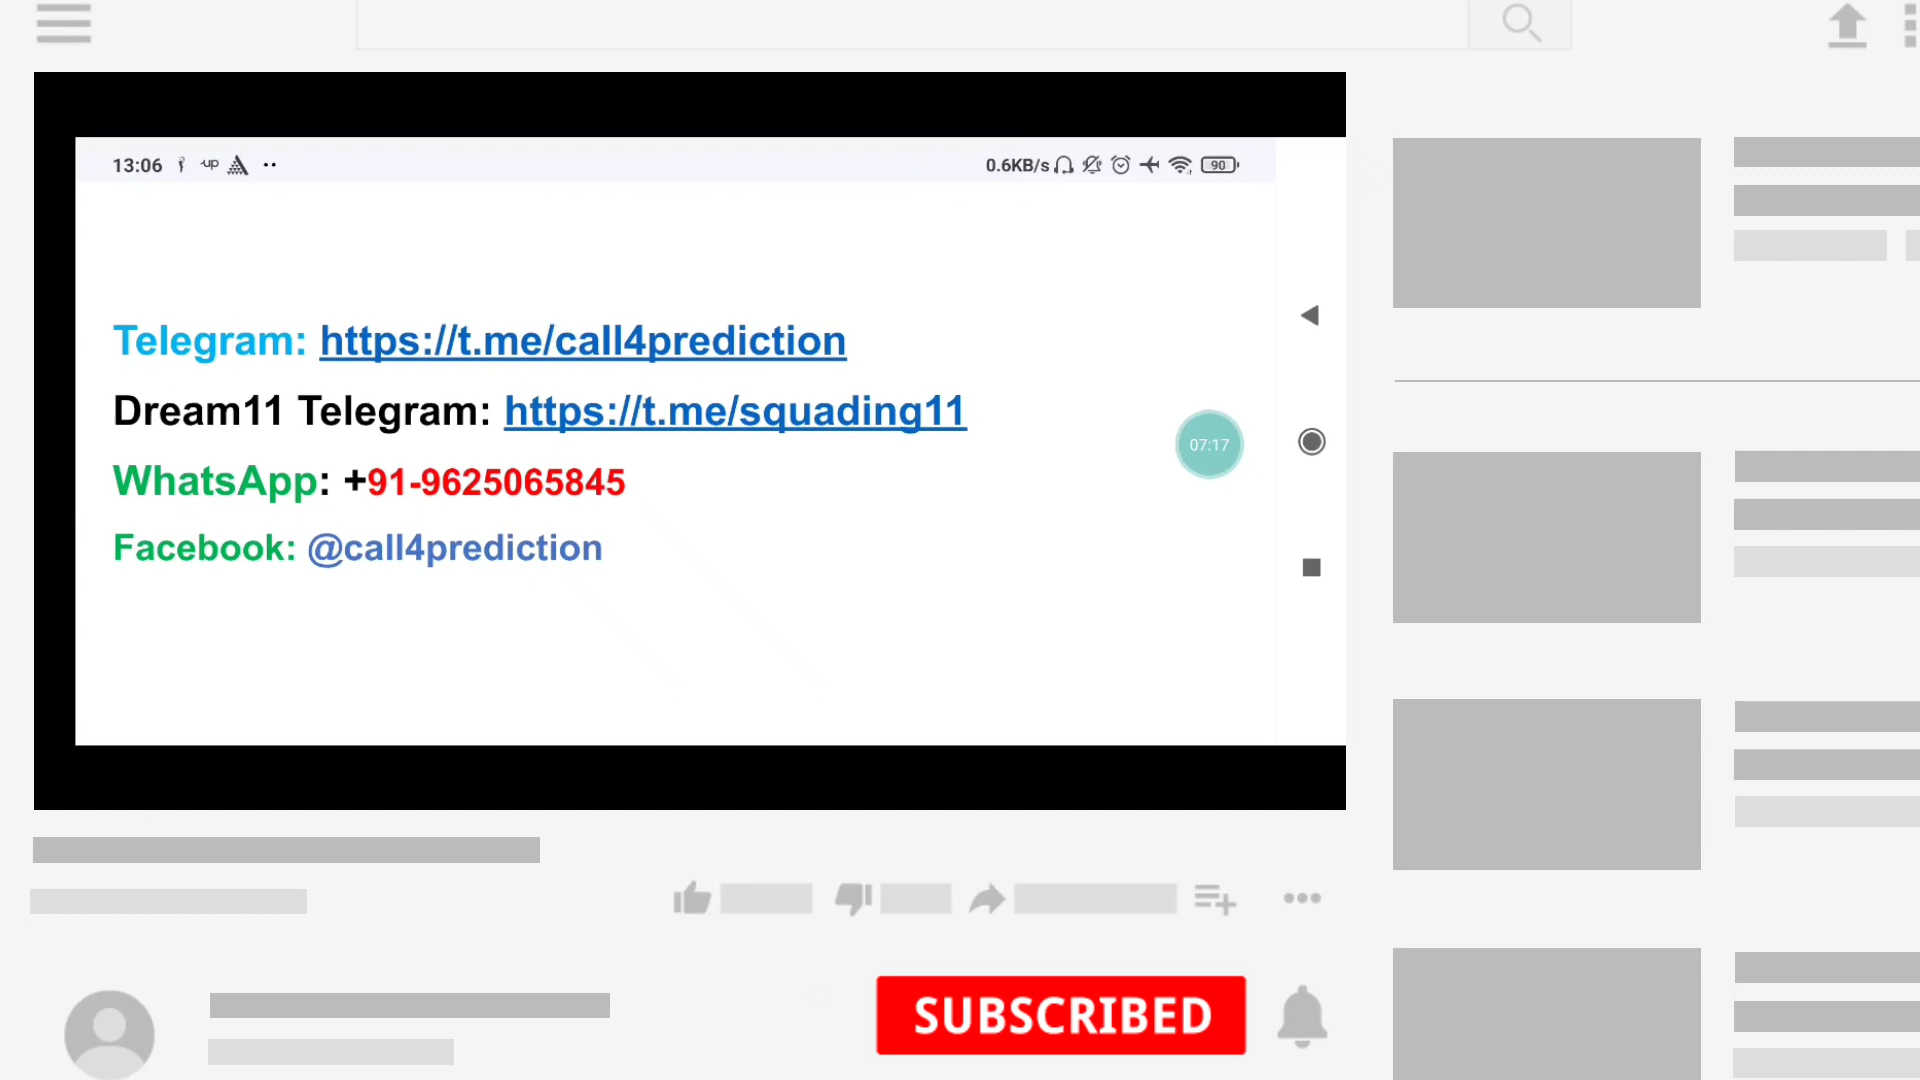 13:06 0.6KB/s 90
Telegram: https://t.me/call4prediction
Dream11 Telegram: https://t.me/squading11
07:17
WhatsApp: +91-9625065845
Facebook: @call4prediction
SUBSCRIBED